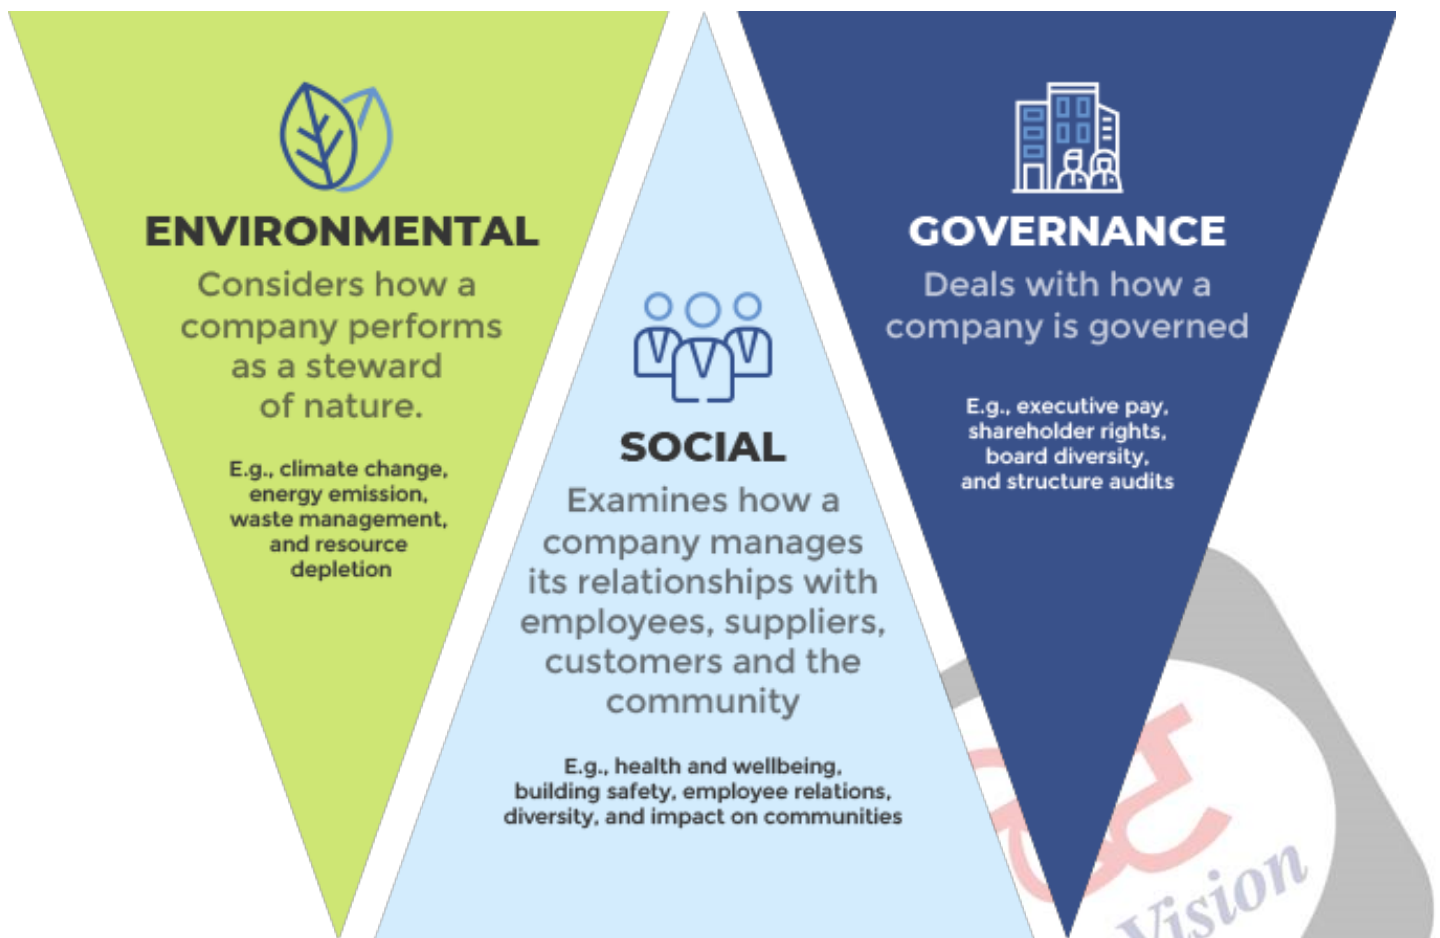 ENVIRONMENTAL
Considers how a
company performs
as a steward
of nature.
E.g., climate change,
energy emission,
waste management,
and resource
depletion
SOCIAL
Examines how a
company manages
its relationships with
employees, suppliers,
customers and the
community
E.g., health and wellbeing,
building safety, employee relations,
diversity, and impact on communities
GOVERNANCE
Deals with how a
company is governed
E.g., executive pay,
shareholder rights,
board diversity,
and structure audits
Vision